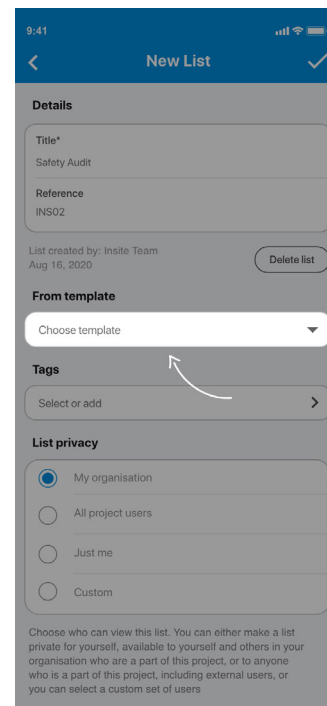 9:41
New List
Details
Title*
Safety Audit
Reference
INS02
List created by: Insite Team
Aug 16, 2020
Delete list
From template
Choose template
Tags
Select or add
List privacy
My organisation
All project users
Just me
Custom
Choose who can view this list. You can either make a list
private for yourself, available to yourself and others in your
organisation who are a part of this project, or to anyone
who is a part of this project, including external users, or
you can select a custom set of users